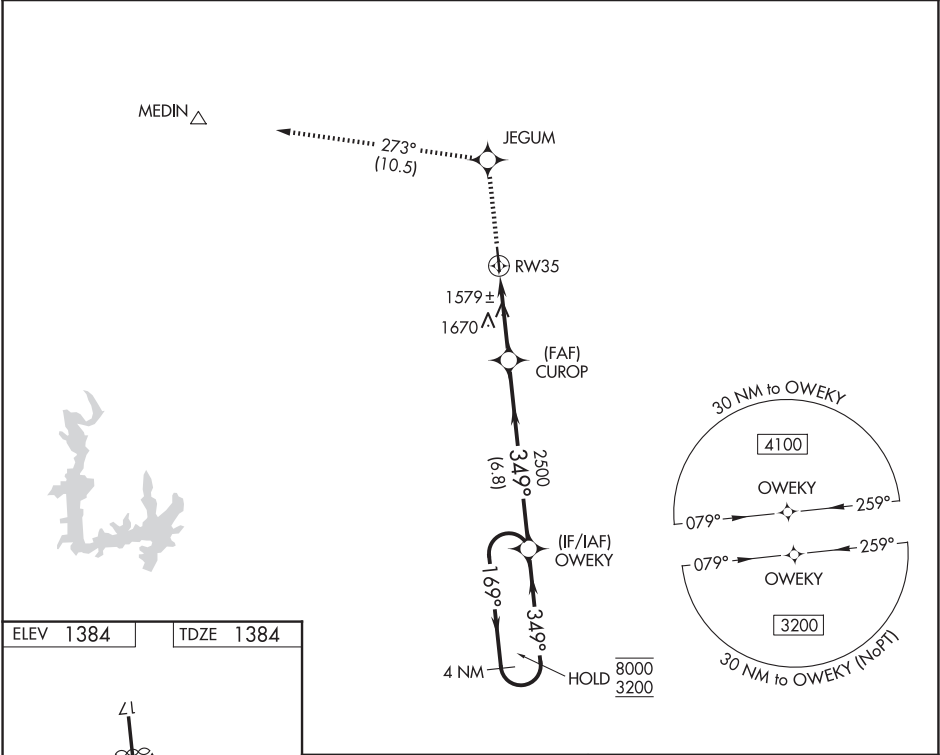 MEDIN
273°
(10.5)
JEGUM
RW35
1579±
1670
(FAF)
CUROP
2500
349°
(6.8)
(IF/IAF)
OWEKY
169°
349°
4 NM
HOLD
8000
3200
30 NM to OWEKY
4100
OWEKY
079°
259°
079°
259°
OWEKY
3200
30 NM to OWEKY (NoPT)
ELEV 1384
TDZE 1384
17